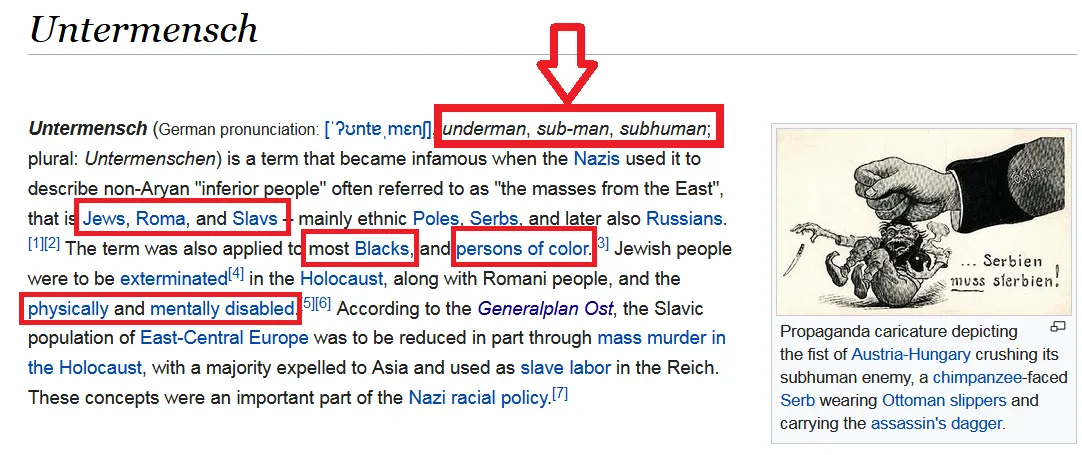 Untermensch
Untermensch (German pronunciation: [ˈʔʊntɐˌmɛnʃ], underman, sub-man, subhuman;
plural: Untermenschen) is a term that became infamous when the Nazis used it to
describe non-Aryan "inferior people" often referred to as "the masses from the East",
that is Jews, Roma, and Slavs – mainly ethnic Poles, Serbs, and later also Russians.
[1][2] The term was also applied to most Blacks, and persons of color.[3] Jewish people
were to be exterminated[4] in the Holocaust, along with Romani people, and the
physically and mentally disabled.[5][6] According to the Generalplan Ost, the Slavic
population of East-Central Europe was to be reduced in part through mass murder in
the Holocaust, with a majority expelled to Asia and used as slave labor in the Reich.
These concepts were an important part of the Nazi racial policy.[7]
... Serbien
muss sterbien!
Propaganda caricature depicting
the fist of Austria-Hungary crushing its
subhuman enemy, a chimpanzee-faced
Serb wearing Ottoman slippers and
carrying the assassin's dagger.